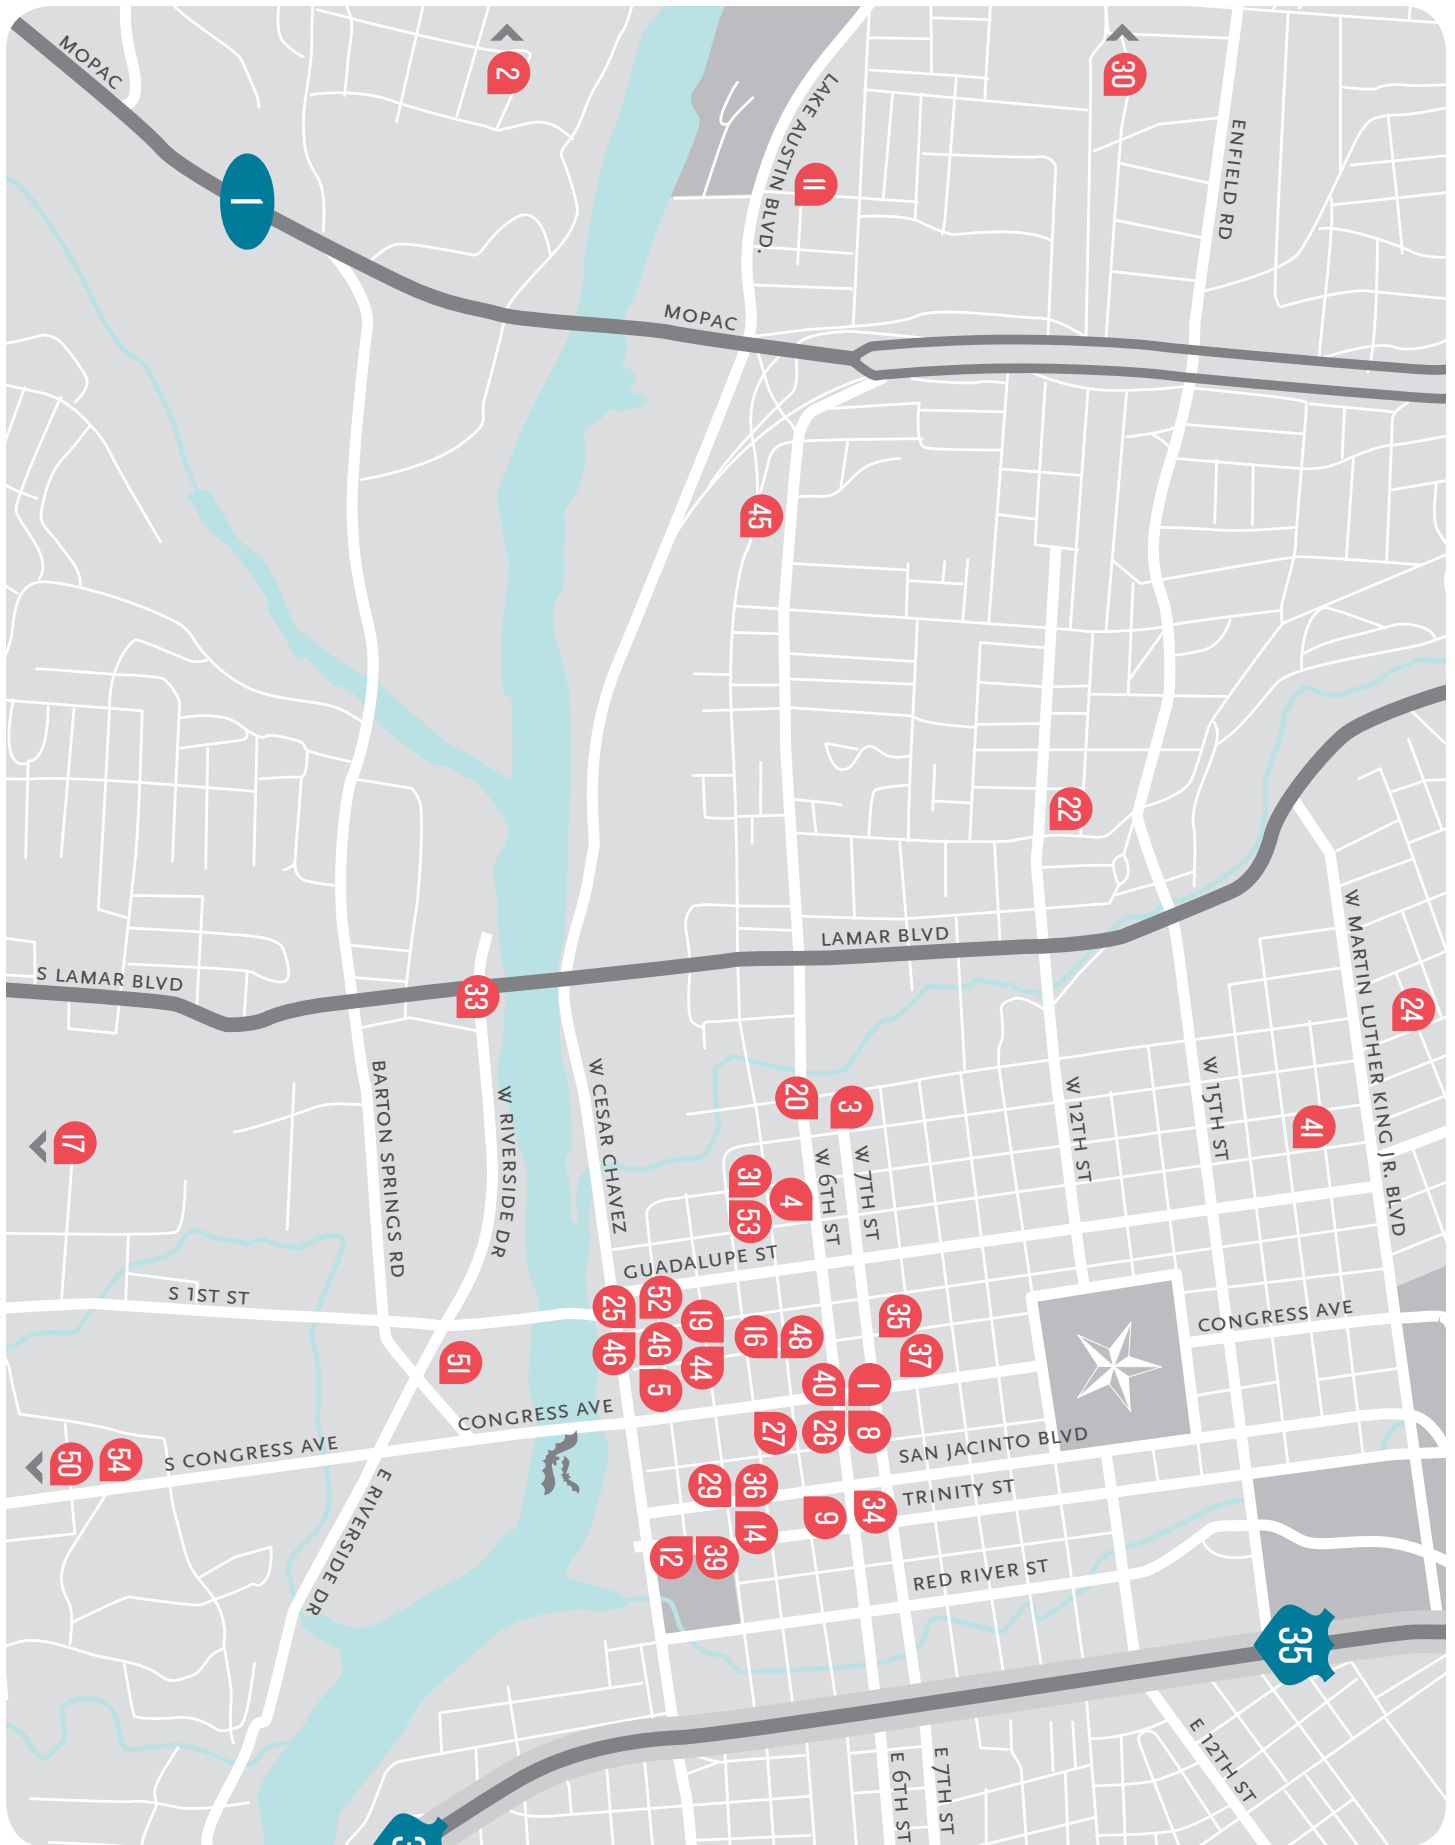 MOPAC
2
30
LAKE AUSTIN BLVD.
ENFIELD RD
11
1
MOPAC
45
22
LAMAR BLVD
S LAMAR BLVD
33
W MARTIN LUTHER KING JR. BLVD
24
BARTON SPRINGS RD
W RIVERSIDE DR
W CESAR CHAVEZ
20
3
W 12TH ST
W 15TH ST
41
17
31
4
53
W 6TH ST
W 7TH ST
GUADALUPE ST
S 1ST ST
25
52
19
16
48
35
CONGRESS AVE
51
46
46
44
37
5
40
1
CONGRESS AVE
27
26
8
SAN JACINTO BLVD
50
54
S CONGRESS AVE
E RIVERSIDE DR
29
36
9
34
TRINITY ST
14
12
39
RED RIVER ST
35
E 12TH ST
E 6TH ST
E 7TH ST
3